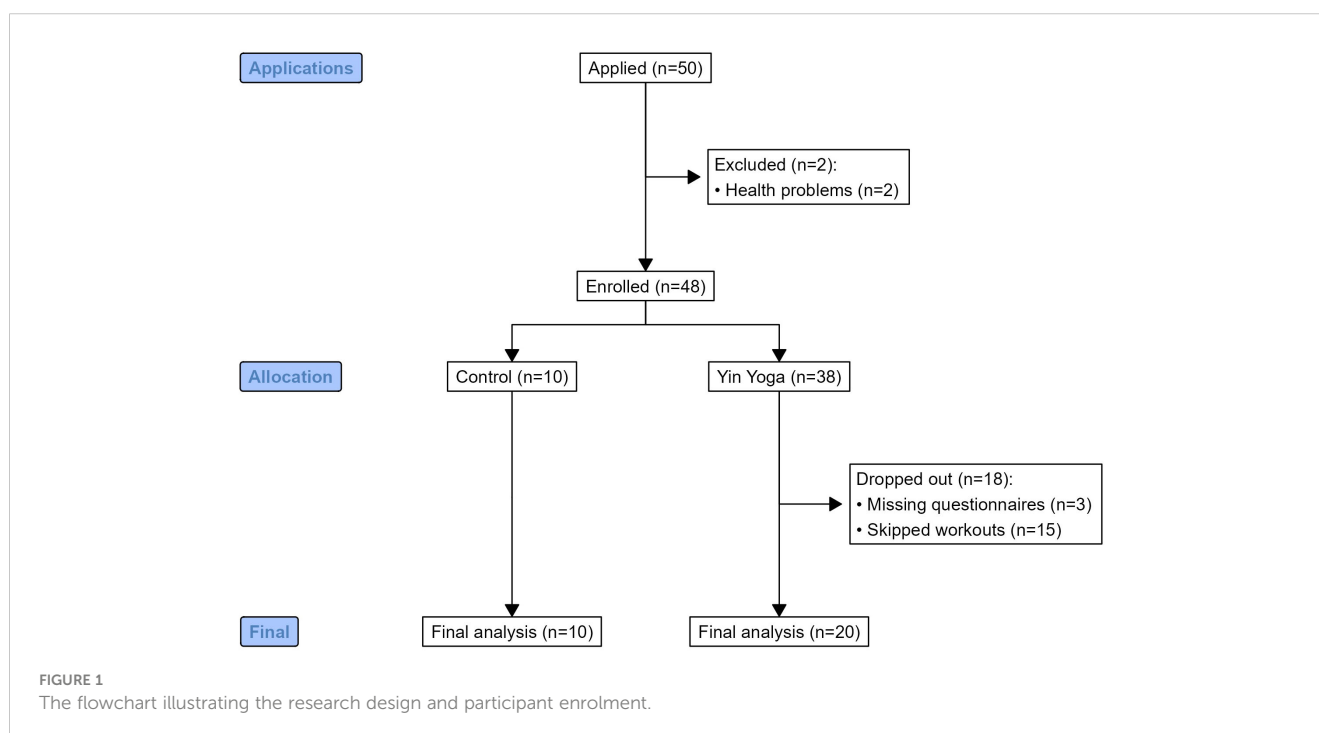 Applications
Applied (n=50)
Excluded (n=2):
• Health problems (n=2)
Enrolled (n=48)
Allocation
Control (n=10)
Yin Yoga (n=38)
Dropped out (n=18):
• Missing questionnaires (n=3)
• Skipped workouts (n=15)
Final
Final analysis (n=10)
Final analysis (n=20)
FIGURE 1
The flowchart illustrating the research design and participant enrolment.